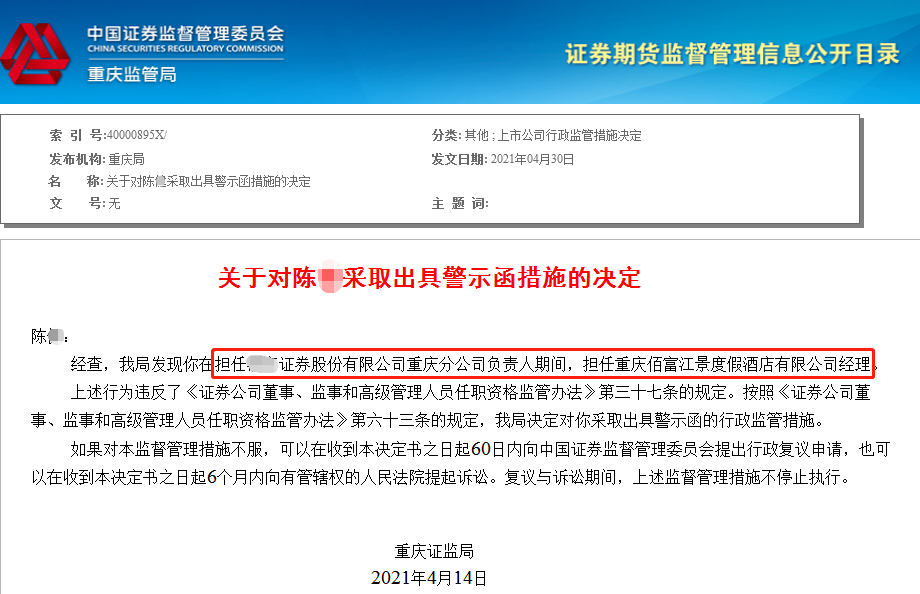 中国证券监督管理委员会
CHINA SECURITIES REGULATORY COMMISSION
重庆监管局
证券期货监督管理信息公开目录
索 引 号:40000895X/ 分类: 其他 ; 上市公司行政监管措施决定
发布机构: 重庆局 发文日期: 2021年04月30日
名 称: 关于对陈 采取出具警示函措施的决定
文 号: 无 主 题 词:
关于对陈 采取出具警示函措施的决定
陈 :
经查，我局发现你在担任 证券股份有限公司重庆分公司负责人期间，担任重庆佰富江景度假酒店有限公司经理。
上述行为违反了《证券公司董事、监事和高级管理人员任职资格监管办法》第三十七条的规定。按照《证券公司董
事、监事和高级管理人员任职资格监管办法》第六十三条的规定，我局决定对你采取出具警示函的行政监管措施。
如果对本监督管理措施不服，可以在收到本决定书之日起60日内向中国证券监督管理委员会提出行政复议申请，也可
以在收到本决定书之日起6个月内向有管辖权的人民法院提起诉讼。复议与诉讼期间，上述监督管理措施不停止执行。
重庆证监局
2021年4月14日